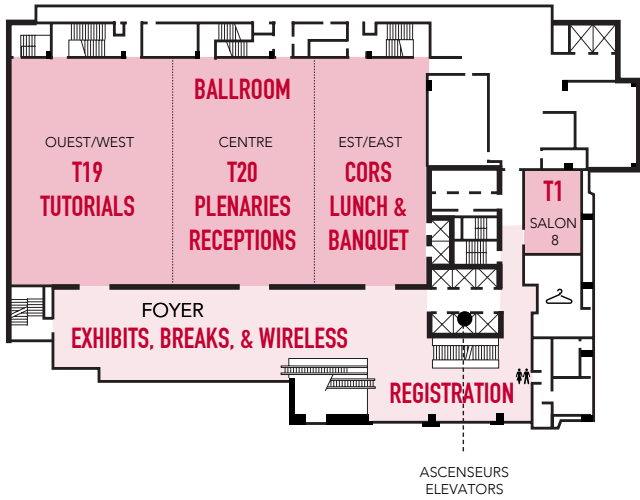 BALLROOM
OUEST/WEST
T19
TUTORIALS
CENTRE
T20
PLENARIES
RECEPTIONS
EST/EAST
CORS
LUNCH &
BANQUET
T1
SALON
8
FOYER
EXHIBITS, BREAKS, & WIRELESS
REGISTRATION
ASCENSEURS
ELEVATORS